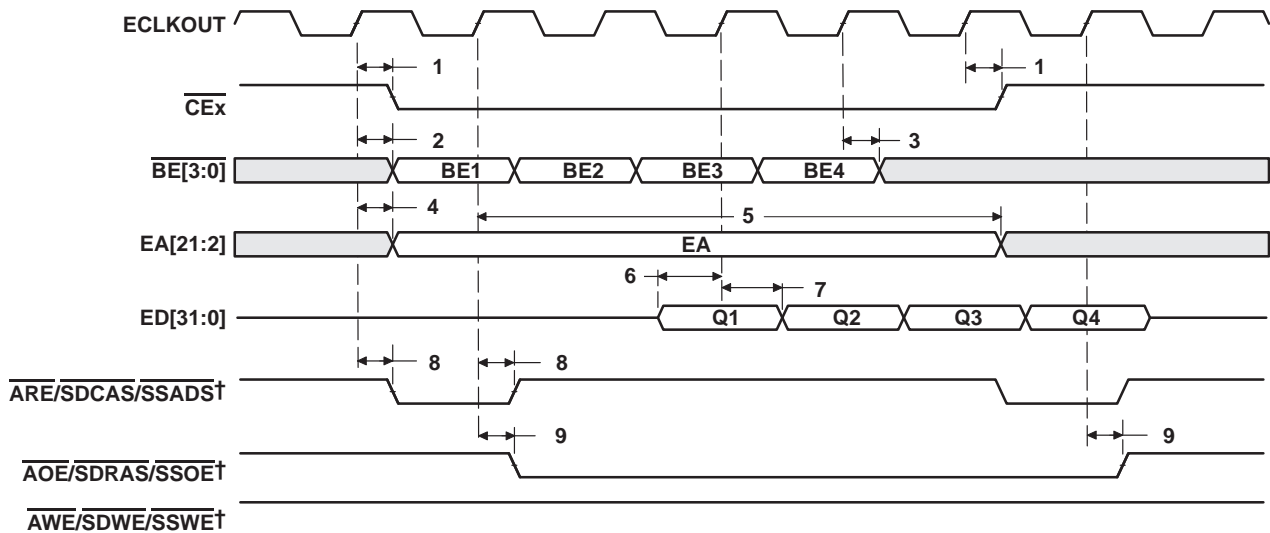 ECLKOUT
1 1
CEx
2 3
BE[3:0] BE1 BE2 BE3 BE4
4 5
EA[21:2] EA
6 7
ED[31:0] Q1 Q2 Q3 Q4
8 8
ARE/SDCAS/SSADS†
9 9
AOE/SDRAS/SSOE†
AWE/SDWE/SSWE†